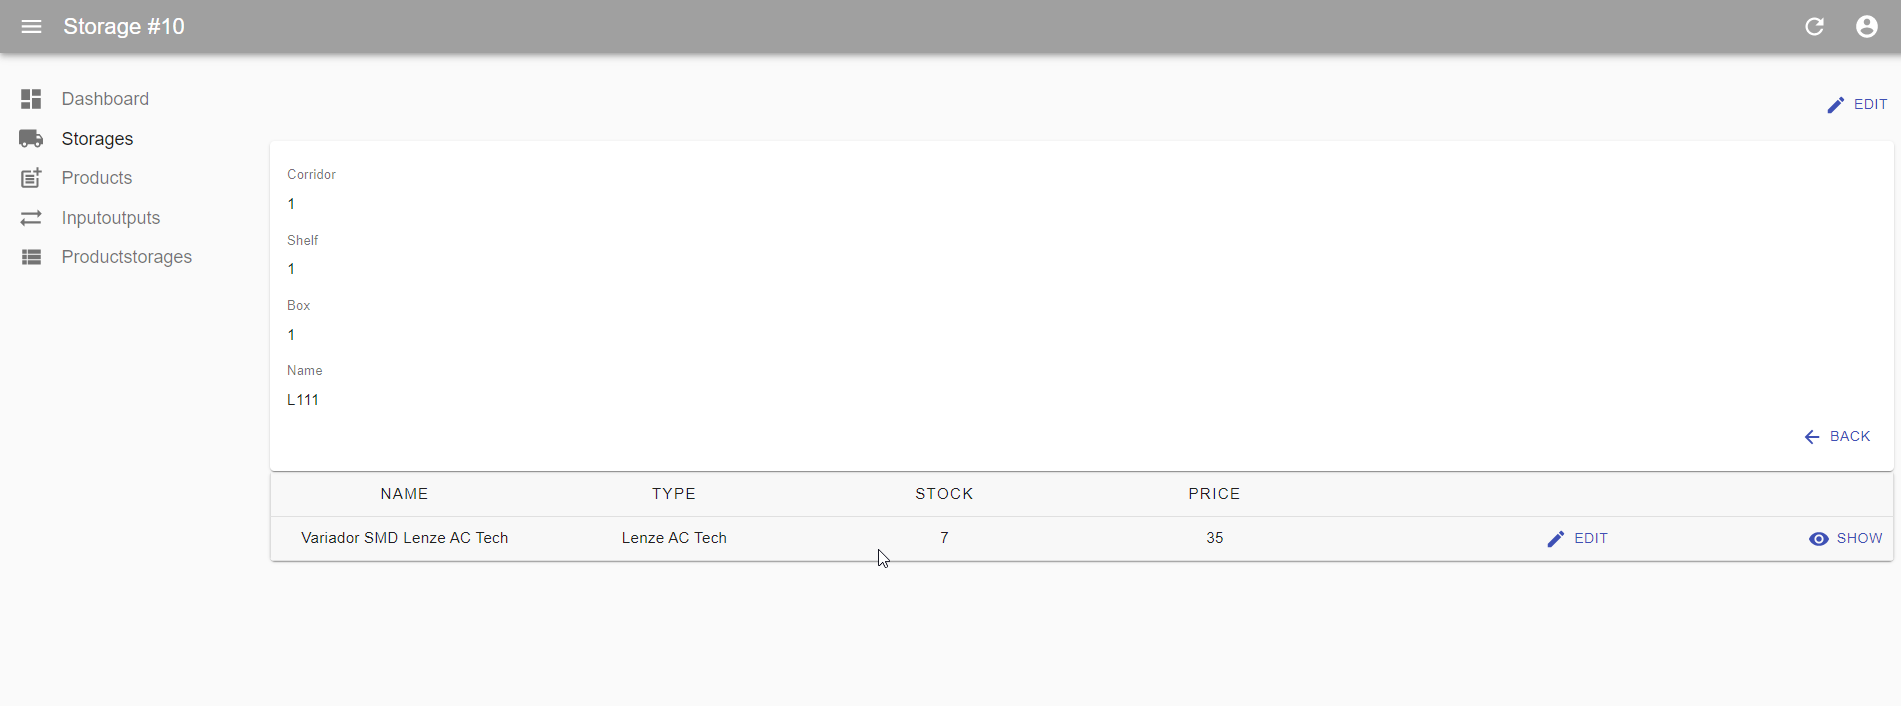 Storage #10
Dashboard
Storages
Products
Inputoutputs
Productstorages
EDIT
Corridor
1
Shelf
1
Box
1
Name
L111
BACK
NAME TYPE STOCK PRICE
Variador SMD Lenze AC Tech Lenze AC Tech 7 35 EDIT SHOW